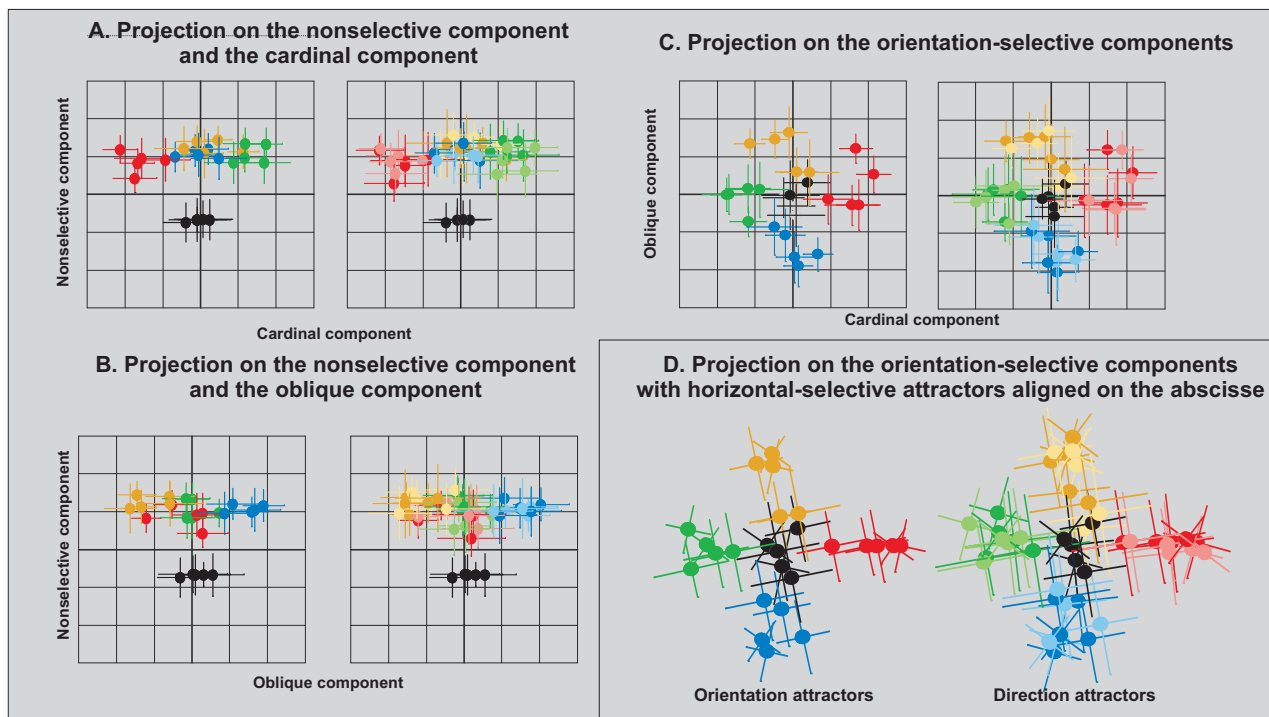 A. Projection on the nonselective component
and the cardinal component
Nonselective component
Cardinal component
B. Projection on the nonselective component
and the oblique component
Nonselective component
Oblique component
C. Projection on the orientation-selective components
Oblique component
Cardinal component
D. Projection on the orientation-selective components
with horizontal-selective attractors aligned on the abscisse
Orientation attractors
Direction attractors